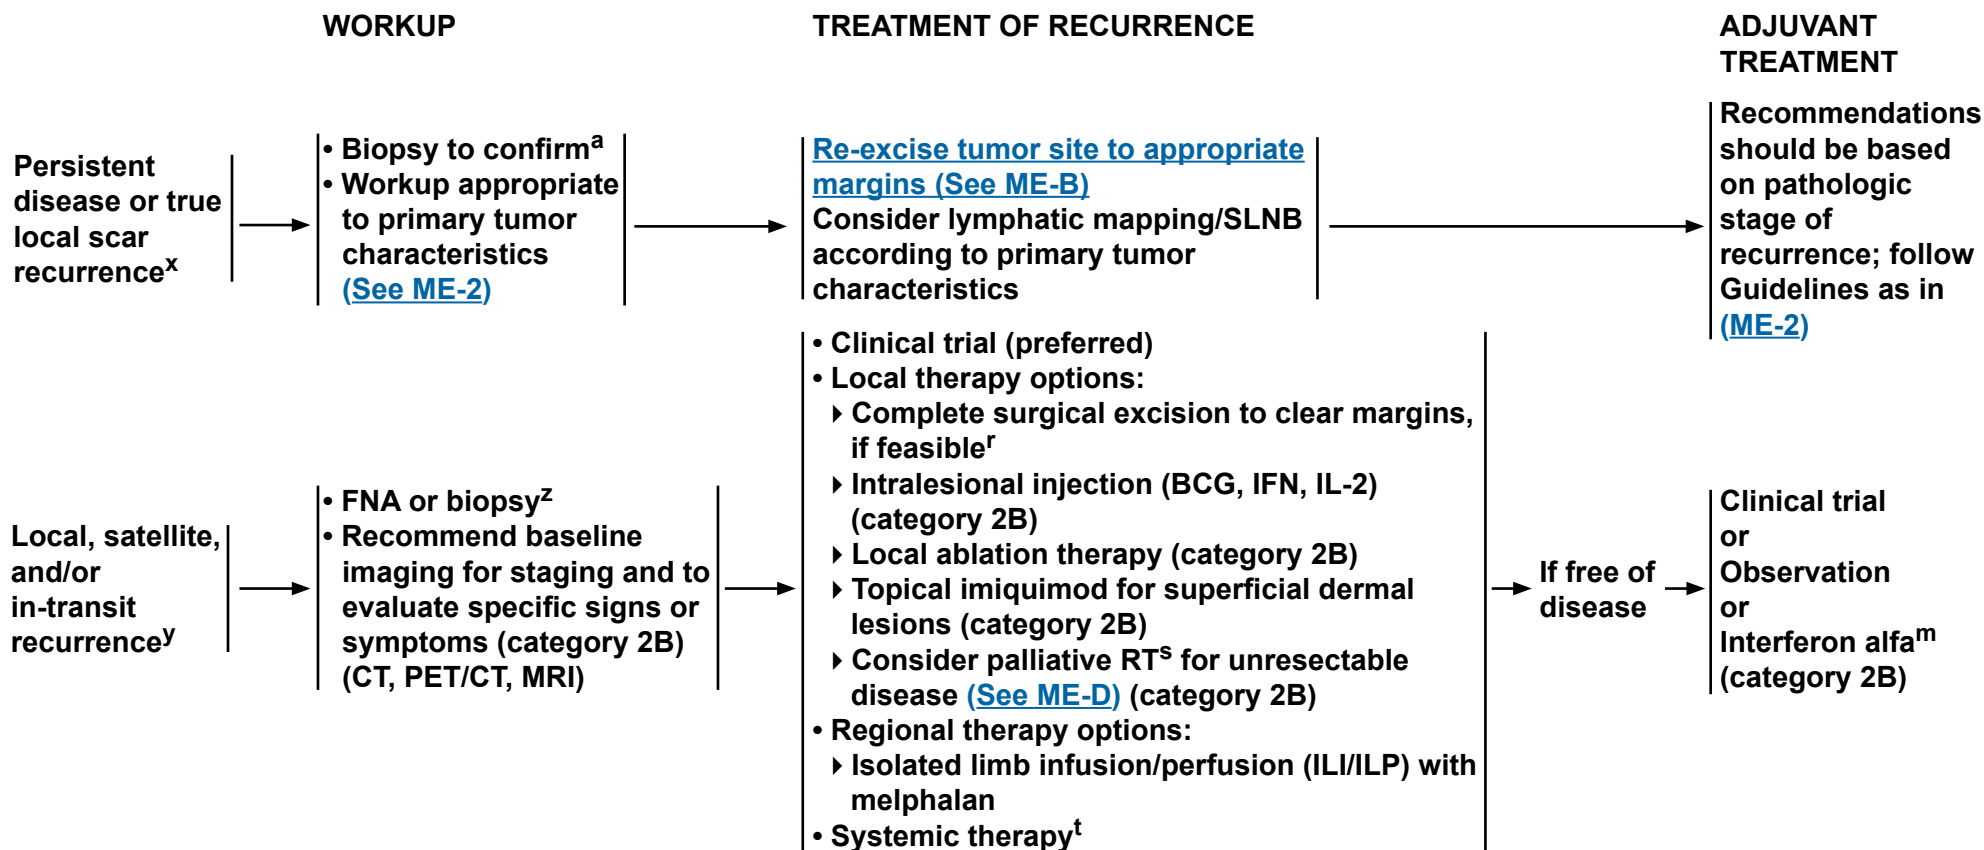 WORKUP
TREATMENT OF RECURRENCE
ADJUVANT
TREATMENT
Persistent
disease or true
local scar
recurrencex
• Biopsy to confirma
• Workup appropriate
to primary tumor
characteristics
(See ME-2)
Re-excise tumor site to appropriate
margins (See ME-B)
Consider lymphatic mapping/SLNB
according to primary tumor
characteristics
Recommendations
should be based
on pathologic
stage of
recurrence; follow
Guidelines as in
(ME-2)
Local, satellite,
and/or
in-transit
recurrencey
• FNA or biopsyz
• Recommend baseline
imaging for staging and to
evaluate specific signs or
symptoms (category 2B)
(CT, PET/CT, MRI)
• Clinical trial (preferred)
• Local therapy options:
Complete surgical excision to clear margins,
if feasibler
Intralesional injection (BCG, IFN, IL-2)
(category 2B)
Local ablation therapy (category 2B)
Topical imiquimod for superficial dermal
lesions (category 2B)
Consider palliative RTs for unresectable
disease (See ME-D) (category 2B)
• Regional therapy options:
Isolated limb infusion/perfusion (ILI/ILP) with
melphalan
• Systemic therapyt
If free of
disease
Clinical trial
or
Observation
or
Interferon alfam
(category 2B)